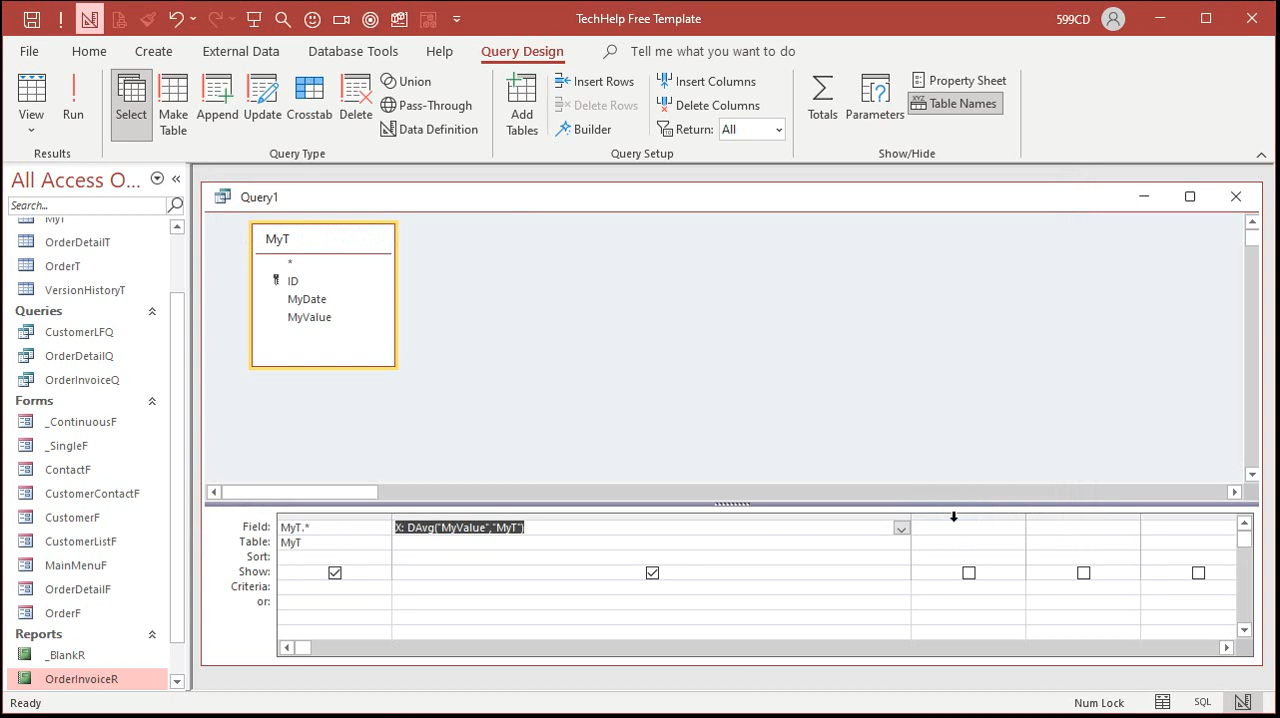 TechHelp Free Template
599CD
File Home Create External Data Database Tools Help Query Design Tell me what you want to do
View
Run
Results
Select
Make Table
Append
Update
Crosstab
Delete
Union
Pass-Through
Data Definition
Query Type
Add Tables
Insert Rows
Delete Rows
Builder
Insert Columns
Delete Columns
Return: All
Query Setup
Totals
Parameters
Property Sheet
Table Names
Show/Hide
All Access O...
Search...
MyT
OrderDetailT
OrderT
VersionHistoryT
Queries
CustomerLFQ
OrderDetailQ
OrderInvoiceQ
Forms
_ContinuousF
_SingleF
ContactF
CustomerContactF
CustomerF
CustomerListF
MainMenuF
OrderDetailF
OrderF
Reports
_BlankR
OrderInvoiceR
Query1
MyT
*
ID
MyDate
MyValue
Field: MyT.* X: DAvg("MyValue","MyT")
Table: MyT
Sort:
Show:
Criteria:
or:
Ready
Num Lock
SQL